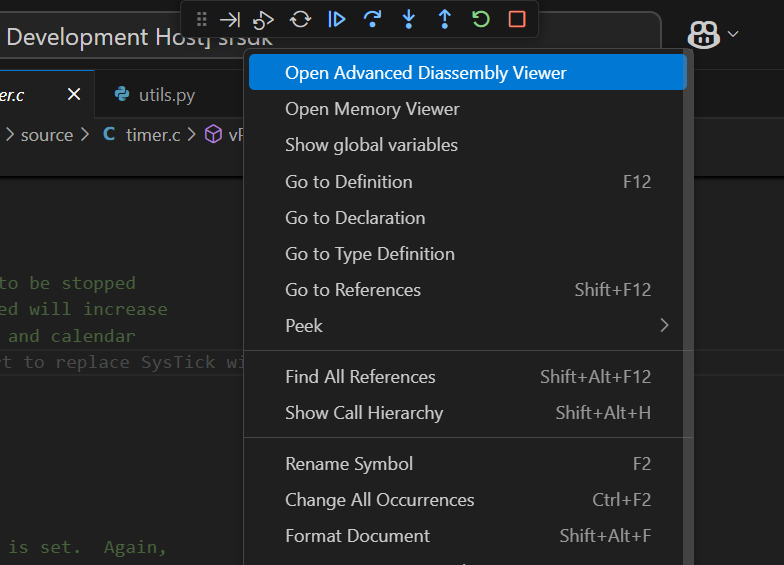 Development Host] srsdk
er.c
utils.py
source
C timer.c
Open Advanced Diassembly Viewer
Open Memory Viewer
Show global variables
Go to Definition F12
Go to Declaration
Go to Type Definition
Go to References Shift+F12
Peek
Find All References Shift+Alt+F12
Show Call Hierarchy Shift+Alt+H
Rename Symbol F2
Change All Occurrences Ctrl+F2
Format Document Shift+Alt+F
to be stopped
ed will increase
and calendar
rt to replace SysTick wi
is set. Again,